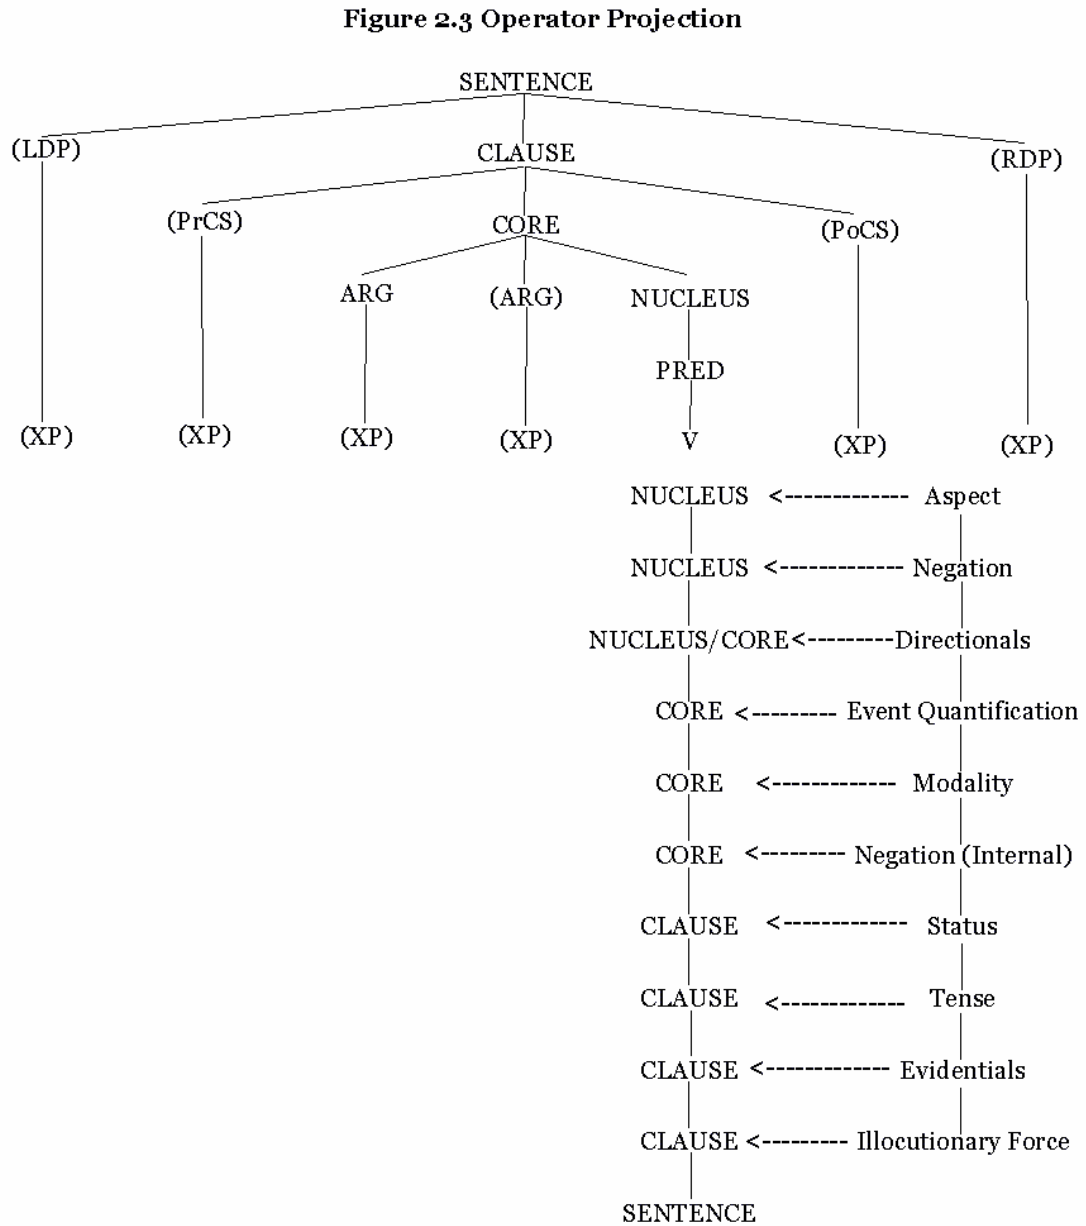 Figure 2.3 Operator Projection
SENTENCE
(LDP) CLAUSE (RDP)
(PrCS) CORE (PoCS)
ARG (ARG) NUCLEUS
PRED
(XP) (XP) (XP) (XP) V (XP) (XP)
NUCLEUS <-------------- Aspect
NUCLEUS <-------------- Negation
NUCLEUS/CORE <---------- Directionals
CORE <---------- Event Quantification
CORE <-------------- Modality
CORE <---------- Negation (Internal)
CLAUSE <-------------- Status
CLAUSE <-------------- Tense
CLAUSE <-------------- Evidentials
CLAUSE <---------- Illocutionary Force
SENTENCE